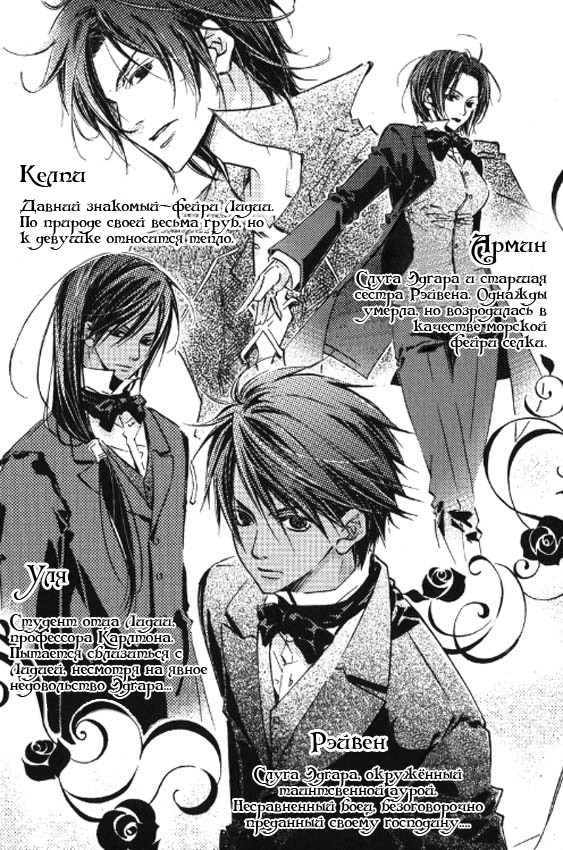 Келпи
Давний знакомый-фейри Лидии.
По природе своей весьма груб, но
к девушке относится тепло.
Армин
Слуга Эдгара и старшая
сестра Рэйвена. Однажды
умерла, но возродилась в
качестве морской
фейри селки.
Уля
Студент отца Лидии,
профессора Карлтона.
Пытается сблизиться с
Лидией, несмотря на явное
недовольство Эдгара...
Рэйвен
Слуга Эдгара, окружённый
таинтсвенной аурой.
Несравненный боец, безоговорочно
преданный своему господину....